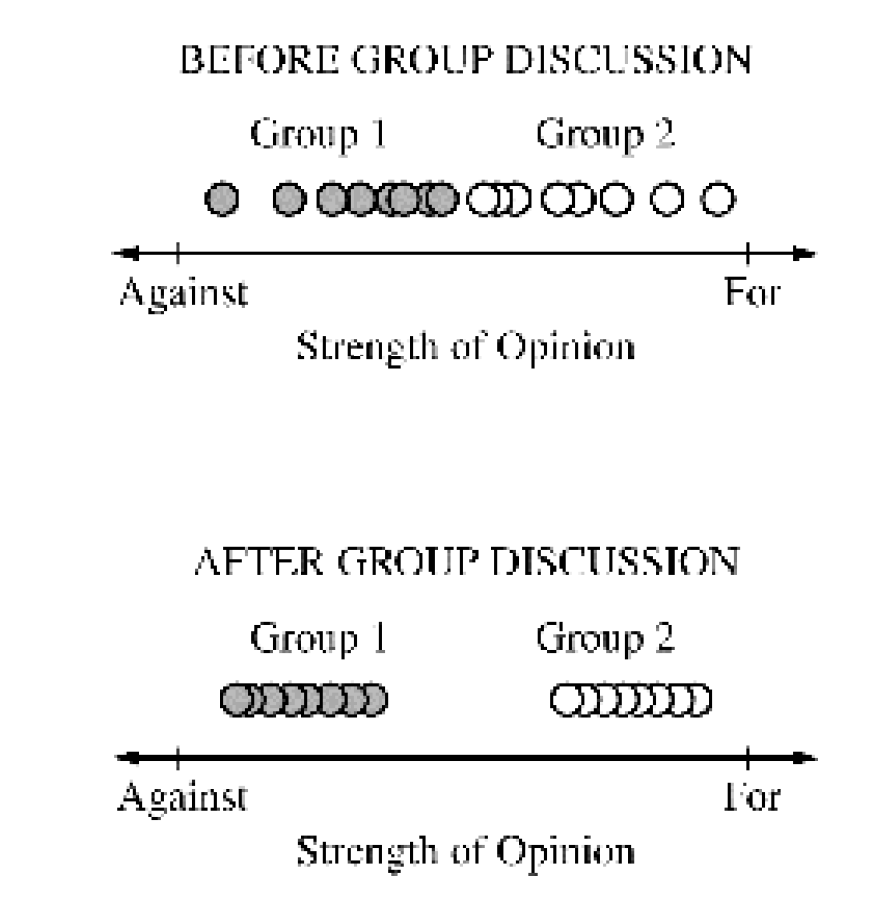 BEFORE GROUP DISCUSSION
Group 1 Group 2
Against For
Strength of Opinion
AFTER GROUP DISCUSSION
Group 1 Group 2
Against For
Strength of Opinion